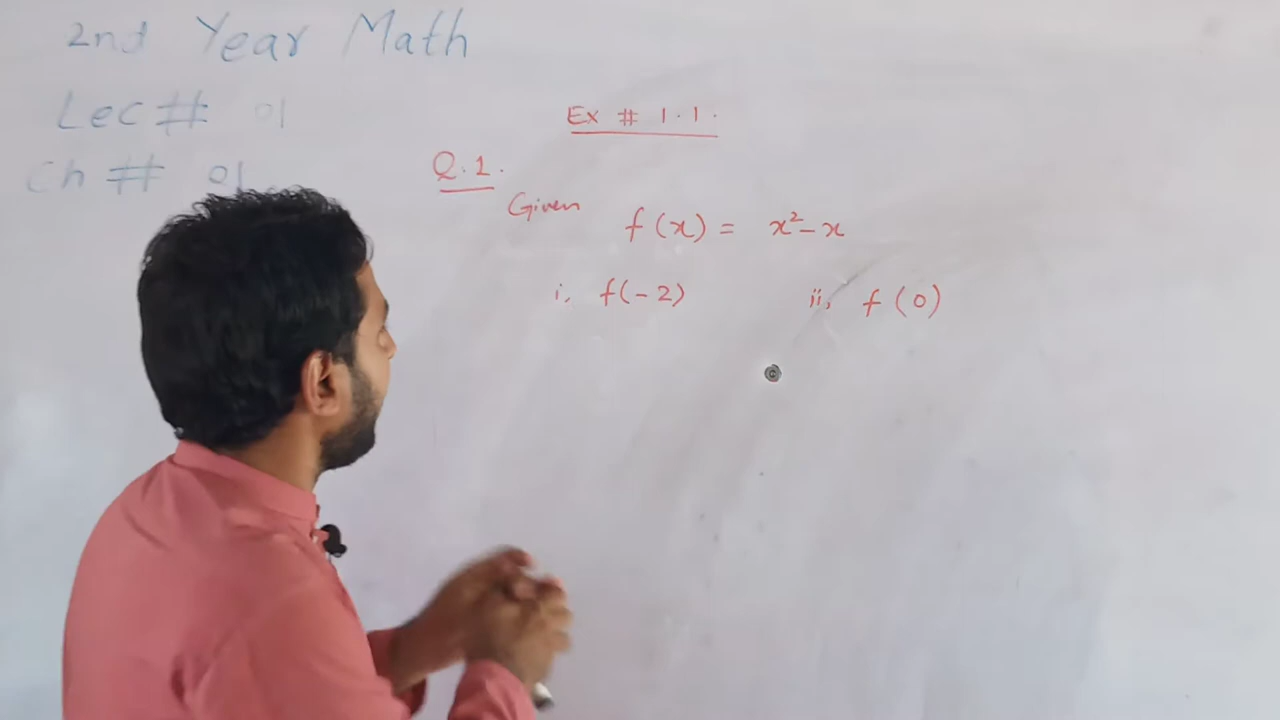 2nd Year Math
Lec # 01
Ch # 01
Ex # 1.1.
Q.1.
Given f(x) = x²-x
i, f(-2) ii, f(0)